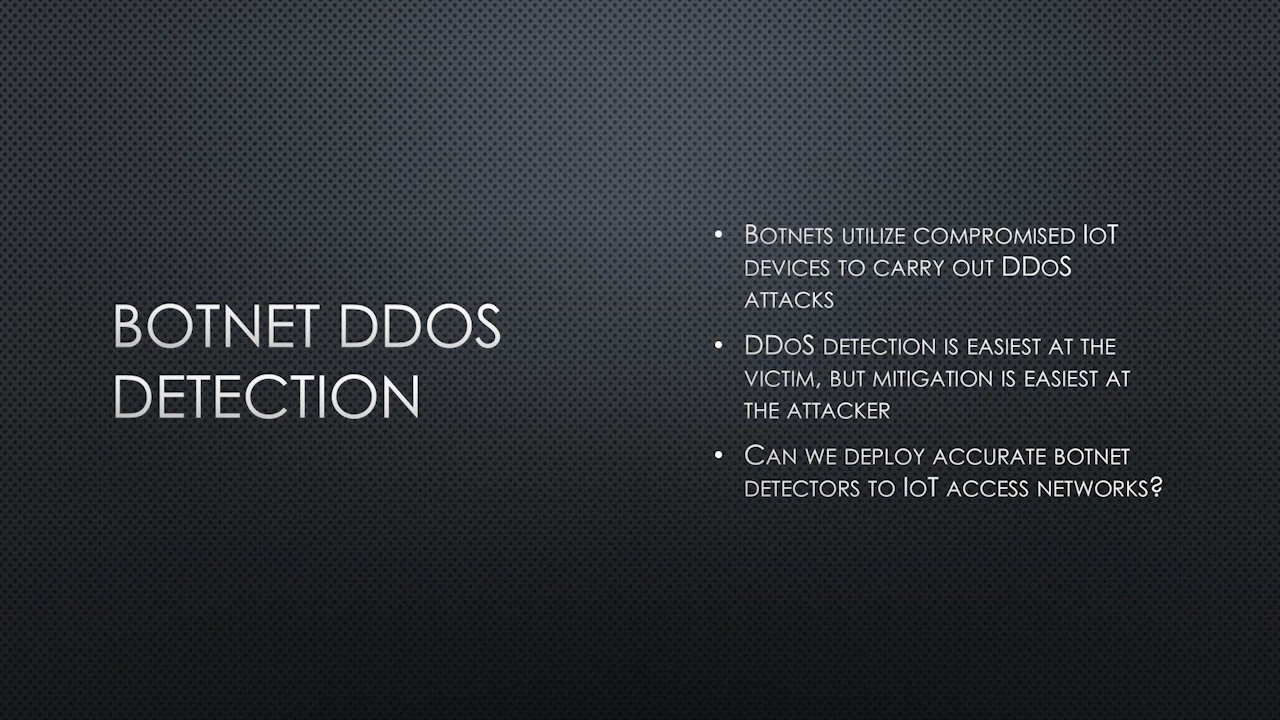 BOTNET DDOS
DETECTION
• BOTNETS UTILIZE COMPROMISED IOT
DEVICES TO CARRY OUT DDOS
ATTACKS
• DDOS DETECTION IS EASIEST AT THE
VICTIM, BUT MITIGATION IS EASIEST AT
THE ATTACKER
• CAN WE DEPLOY ACCURATE BOTNET
DETECTORS TO IOT ACCESS NETWORKS?